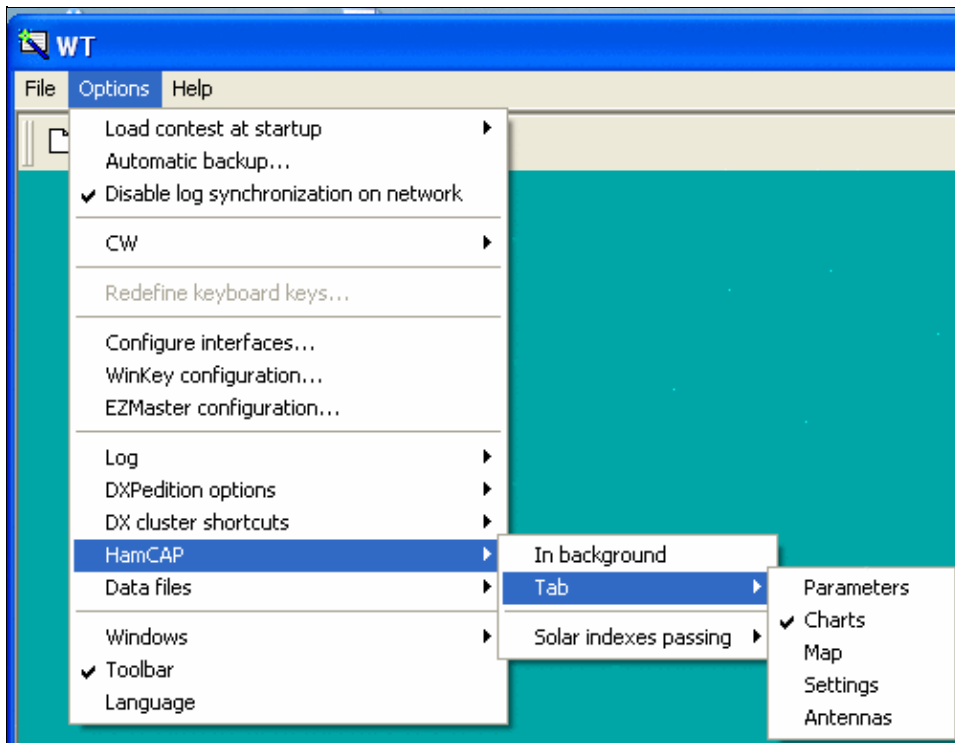 WT
File Options Help
Load contest at startup
Automatic backup...
Disable log synchronization on network
CW
Redefine keyboard keys...
Configure interfaces...
WinKey configuration...
EZMaster configuration...
Log
DXPedition options
DX cluster shortcuts
HamCAP
Data files
Windows
Toolbar
Language
In background
Tab
Solar indexes passing
Parameters
Charts
Map
Settings
Antennas